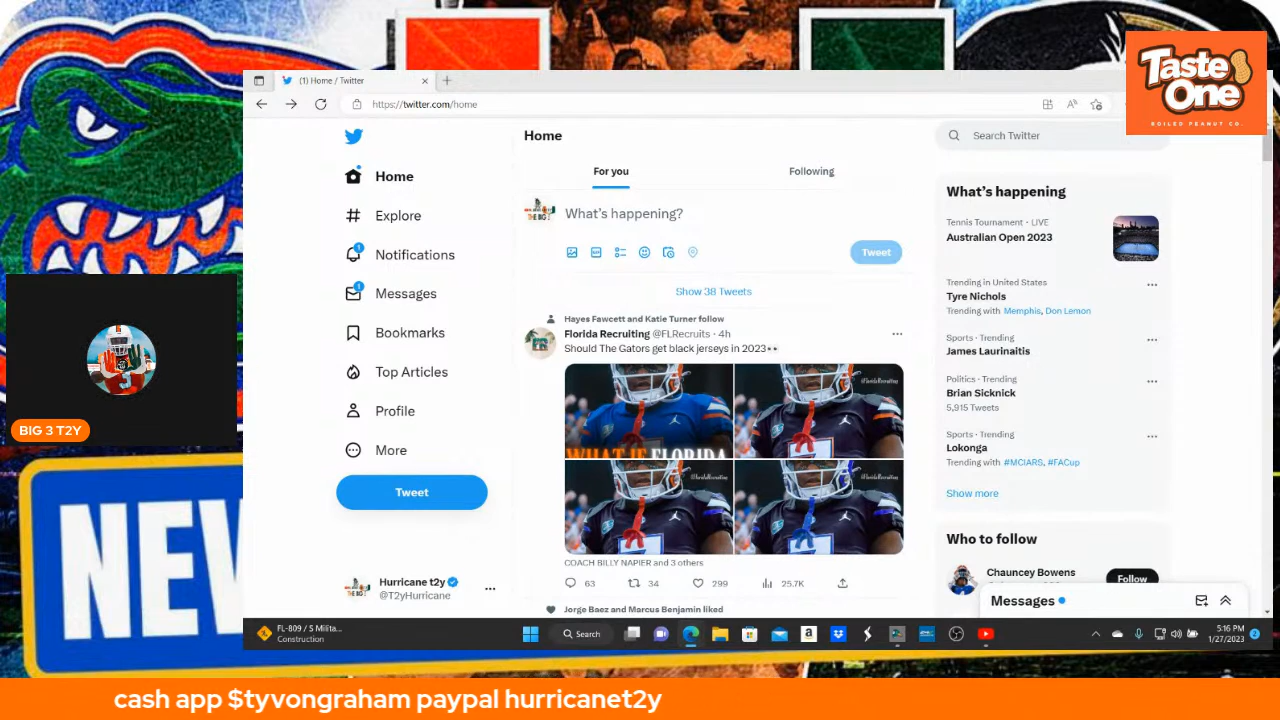 Taste
One
BOILED PEANUT CO.
(1) Home / Twitter
https://twitter.com/home
Home
Explore
Notifications
Messages
Bookmarks
Top Articles
Profile
More
Tweet
Hurricane t2y
@T2yHurricane
Home
For you
Following
What's happening?
Tweet
Show 38 Tweets
Hayes Fawcett and Katie Turner follow
Florida Recruiting @FLRecruits · 4h
Should The Gators get black jerseys in 2023👀
WHAT IF FLORIDA
COACH BILLY NAPIER and 3 others
63
34
299
25.7K
Jorge Baez and Marcus Benjamin liked
Search Twitter
What's happening
Tennis Tournament · LIVE
Australian Open 2023
Trending in United States
Tyre Nichols
Trending with Memphis, Don Lemon
Sports · Trending
James Laurinaitis
Politics · Trending
Brian Sicknick
5,915 Tweets
Sports · Trending
Lokonga
Trending with #MCIARS, #FACup
Show more
Who to follow
Chauncey Bowens
Follow
Messages
FL-809 / S Milita...
Construction
Search
5:16 PM
1/27/2023
2
BIG 3 T2Y
NEW
cash app $tyvongraham paypal hurricanet2y